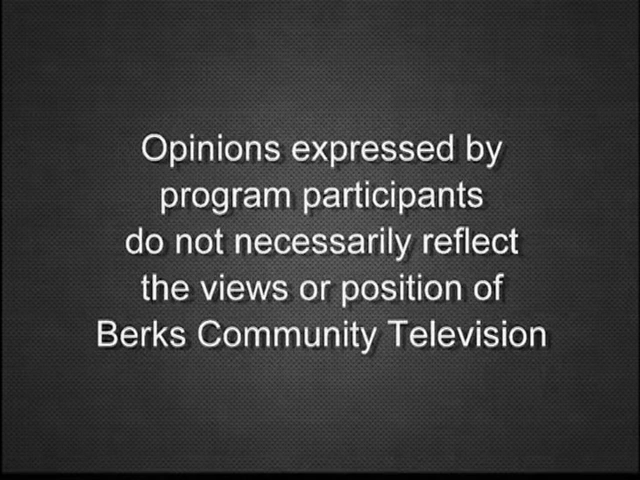 Opinions expressed by
program participants
do not necessarily reflect
the views or position of
Berks Community Television